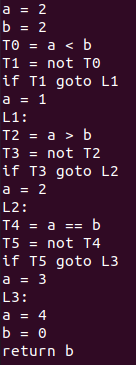 a = 2
b = 2
T0 = a < b
T1 = not T0
if T1 goto L1
a = 1
L1:
T2 = a > b
T3 = not T2
if T3 goto L2
a = 2
L2:
T4 = a == b
T5 = not T4
if T5 goto L3
a = 3
L3:
a = 4
b = 0
return b